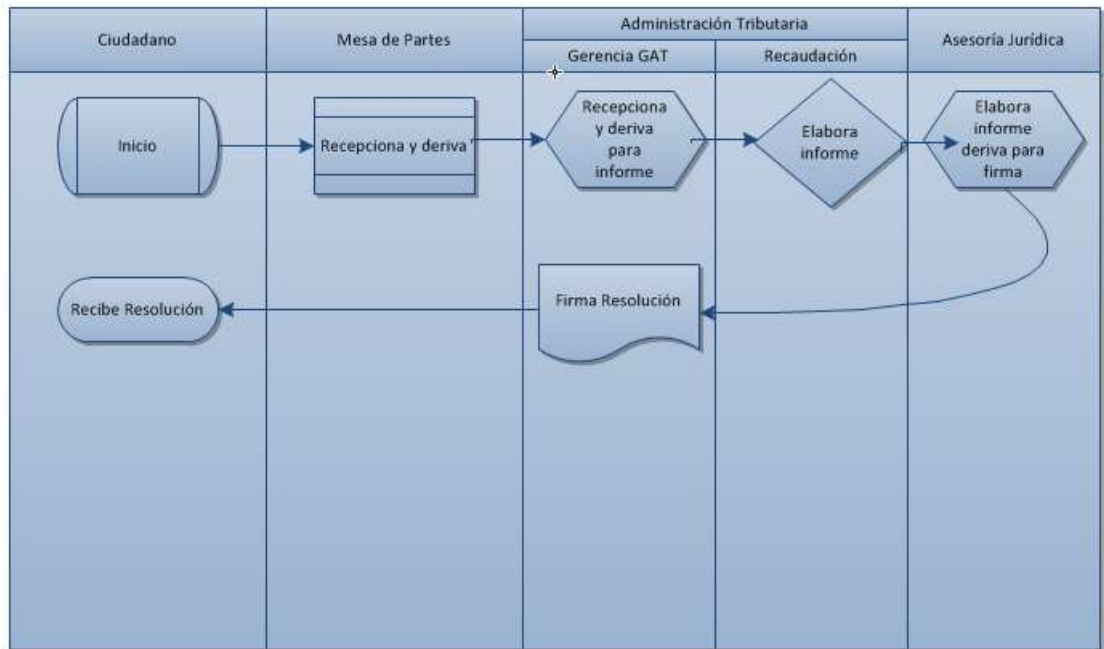 Ciudadano
Mesa de Partes
Administración Tributaria
Gerencia GAT
Recaudación
Asesoría Jurídica
Inicio
Recepciona y deriva
Recepciona
y deriva
para
informe
Elabora
informe
Elabora
informe
deriva para
firma
Recibe Resolución
Firma Resolución